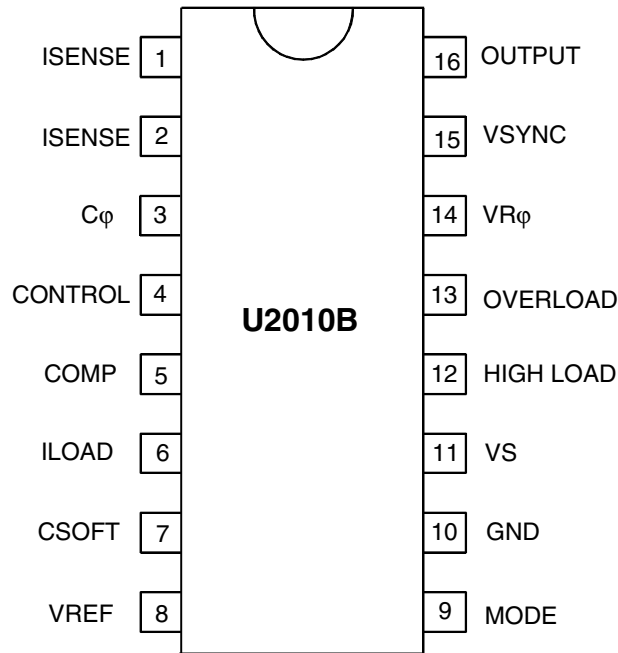 ISENSE 1 16 OUTPUT
ISENSE 2 15 VSYNC
Cφ 3 14 VRφ
CONTROL 4 13 OVERLOAD
U2010B
COMP 5 12 HIGH LOAD
ILOAD 6 11 VS
CSOFT 7 10 GND
VREF 8 9 MODE